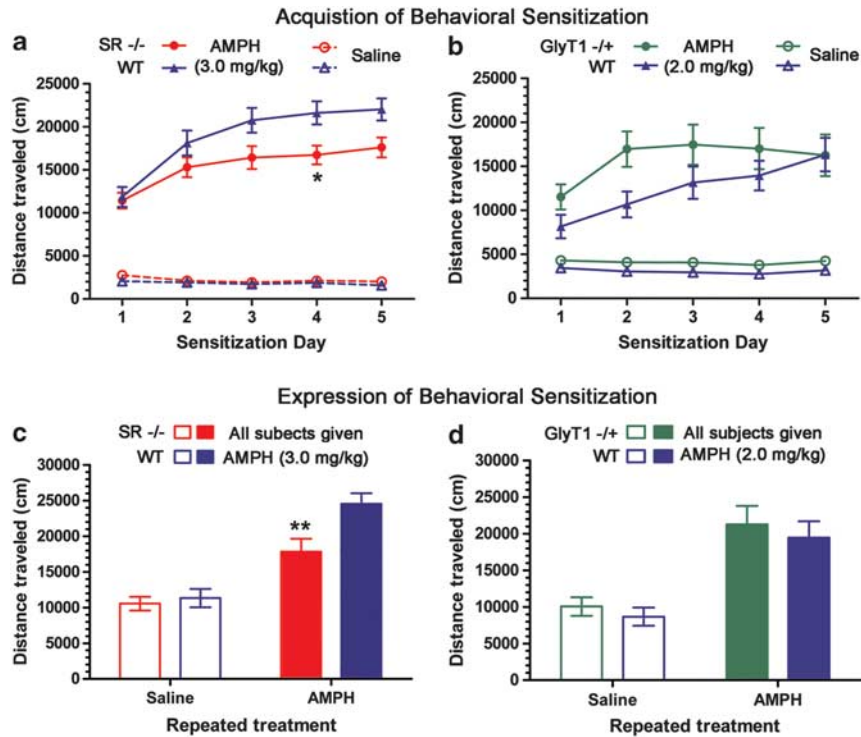 Acquistion of Behavioral Sensitization
a
SR -/- AMPH Saline
WT (3.0 mg/kg)
Distance traveled (cm)
25000
20000
15000
10000
5000
0
*
1 2 3 4 5
Sensitization Day
b
GlyT1 -/+ AMPH Saline
WT (2.0 mg/kg)
Distance traveled (cm)
25000
20000
15000
10000
5000
0
1 2 3 4 5
Sensitization Day
Expression of Behavioral Sensitization
c
SR -/- All subects given
WT AMPH (3.0 mg/kg)
Distance traveled (cm)
30000
25000
20000
15000
10000
5000
0
**
Saline AMPH
Repeated treatment
d
GlyT1 -/+ All subjects given
WT AMPH (2.0 mg/kg)
Distance traveled (cm)
30000
25000
20000
15000
10000
5000
0
Saline AMPH
Repeated treatment